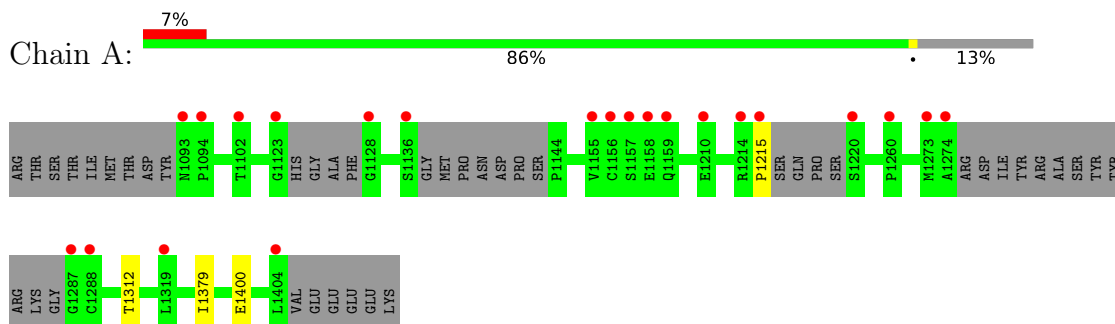 7%
Chain A:
86%
•
13%
ARG THR SER THR ILE MET THR ASP TYR N1093 P1094 T1102 G1123 HIS GLY ALA PHE G1128 S1136 GLY MET PRO ASN ASP PRO SER P1144 V1155 C1156 S1157 E1158 Q1159 E1210 R1214 P1215 SER GLN PRO SER S1220 P1260 M1273 A1274 ARG ASP ILE TYR ARG ALA SER TYR TYR
ARG LYS GLY G1287 C1288 T1312 L1319 I1379 E1400 L1404 VAL GLU GLU GLU GLU LYS